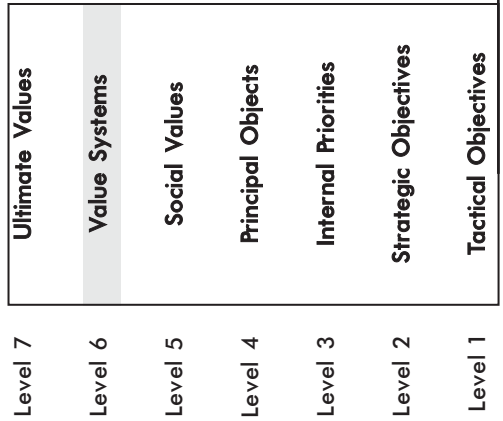 Level 7 Ultimate Values
Level 6 Value Systems
Level 5 Social Values
Level 4 Principal Objects
Level 3 Internal Priorities
Level 2 Strategic Objectives
Level 1 Tactical Objectives